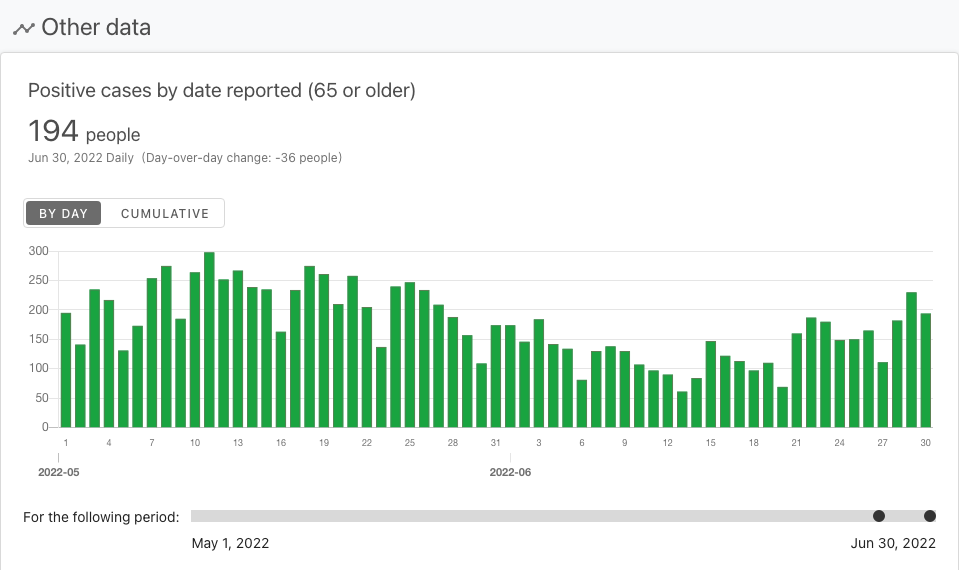 Other data
Positive cases by date reported (65 or older)
194 people
Jun 30, 2022 Daily (Day-over-day change: -36 people)
BY DAY CUMULATIVE
300
250
200
150
100
50
0
1 4 7 10 13 16 19 22 25 28 31 3 6 9 12 15 18 21 24 27 30
2022-05 2022-06
For the following period:
May 1, 2022 Jun 30, 2022